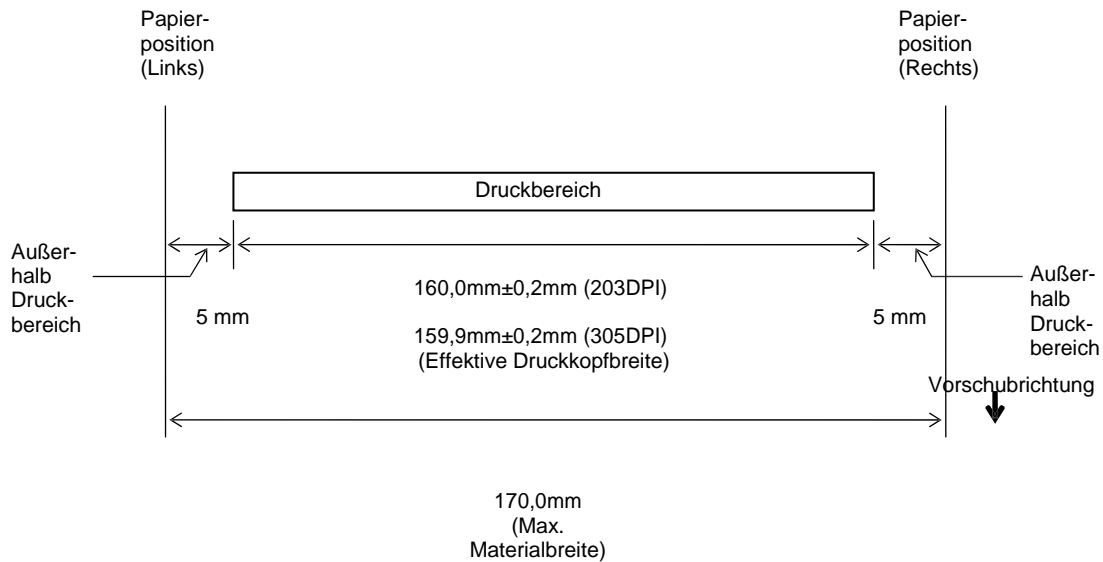 Papier-
position
(Links)
Papier-
position
(Rechts)
Druckbereich
Außer-
halb
Druck-
bereich
5 mm
160,0mm±0,2mm (203DPI)
159,9mm±0,2mm (305DPI)
(Effektive Druckkopfbreite)
5 mm
Außer-
halb
Druck-
bereich
Vorschubrichtung
170,0mm
(Max.
Materialbreite)